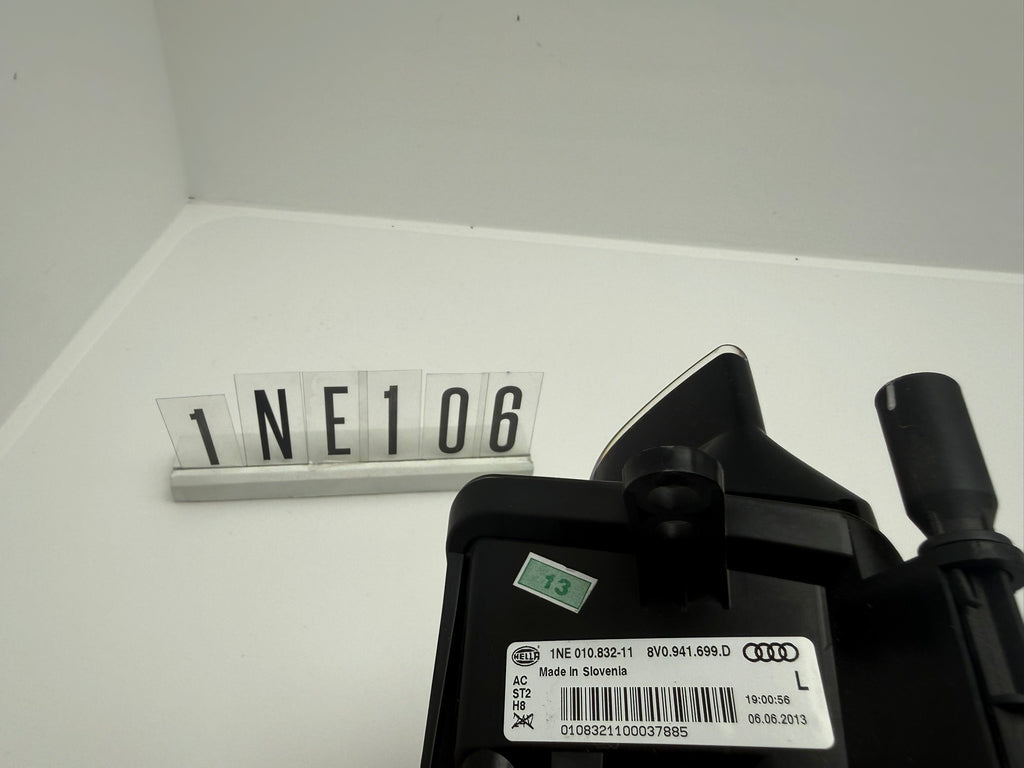 1NE106
13
HELLA 1NE 010.832-11 8V0.941.699.D
Made in Slovenia
L
AC
ST2
H8
19:00:56
06.06.2013
0108321100037885